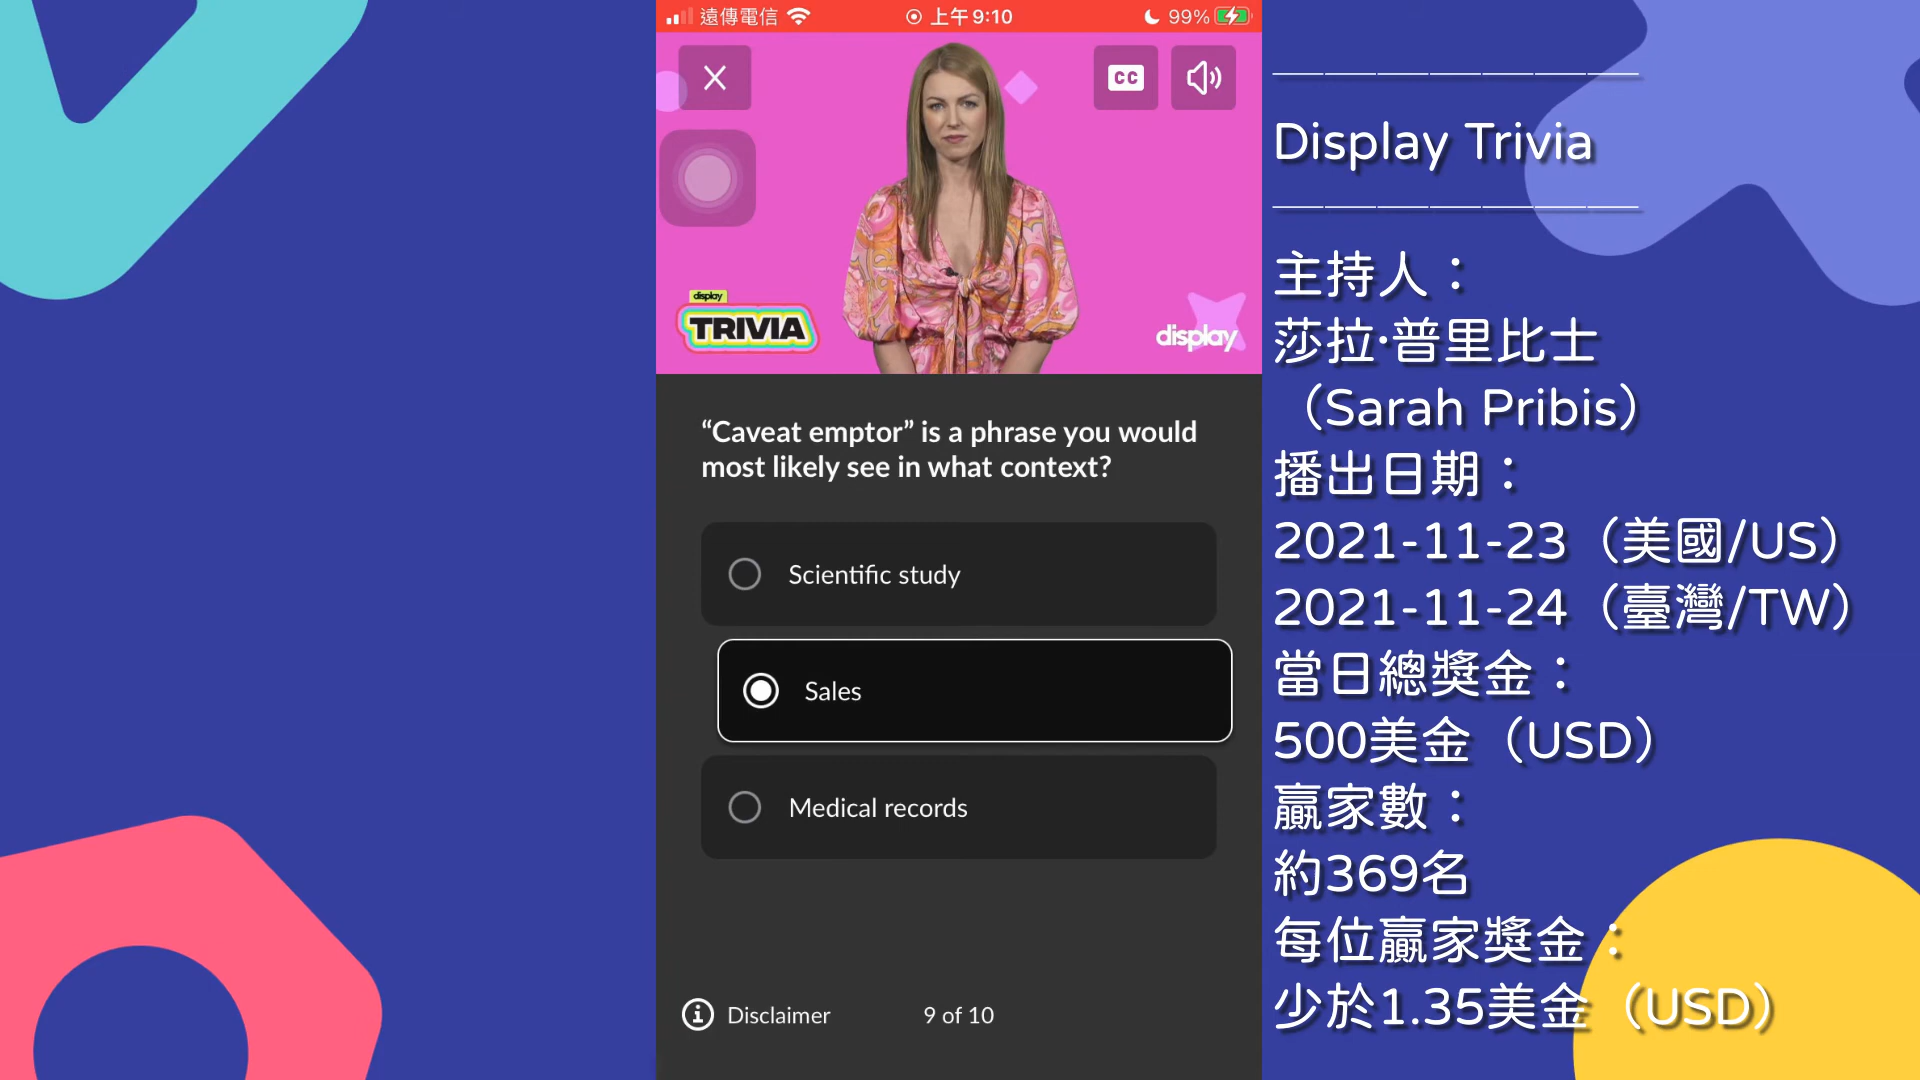 遠傳電信
上午9:10
99%
CC
display
TRIVIA
display
“Caveat emptor” is a phrase you would
most likely see in what context?
Scientific study
Sales
Medical records
Disclaimer
9 of 10
Display Trivia
主持人：
莎拉·普里比士
（Sarah Pribis）
播出日期：
2021-11-23（美國/US）
2021-11-24（臺灣/TW）
當日總獎金：
500美金（USD）
贏家數：
約369名
每位贏家獎金：
少於1.35美金（USD）